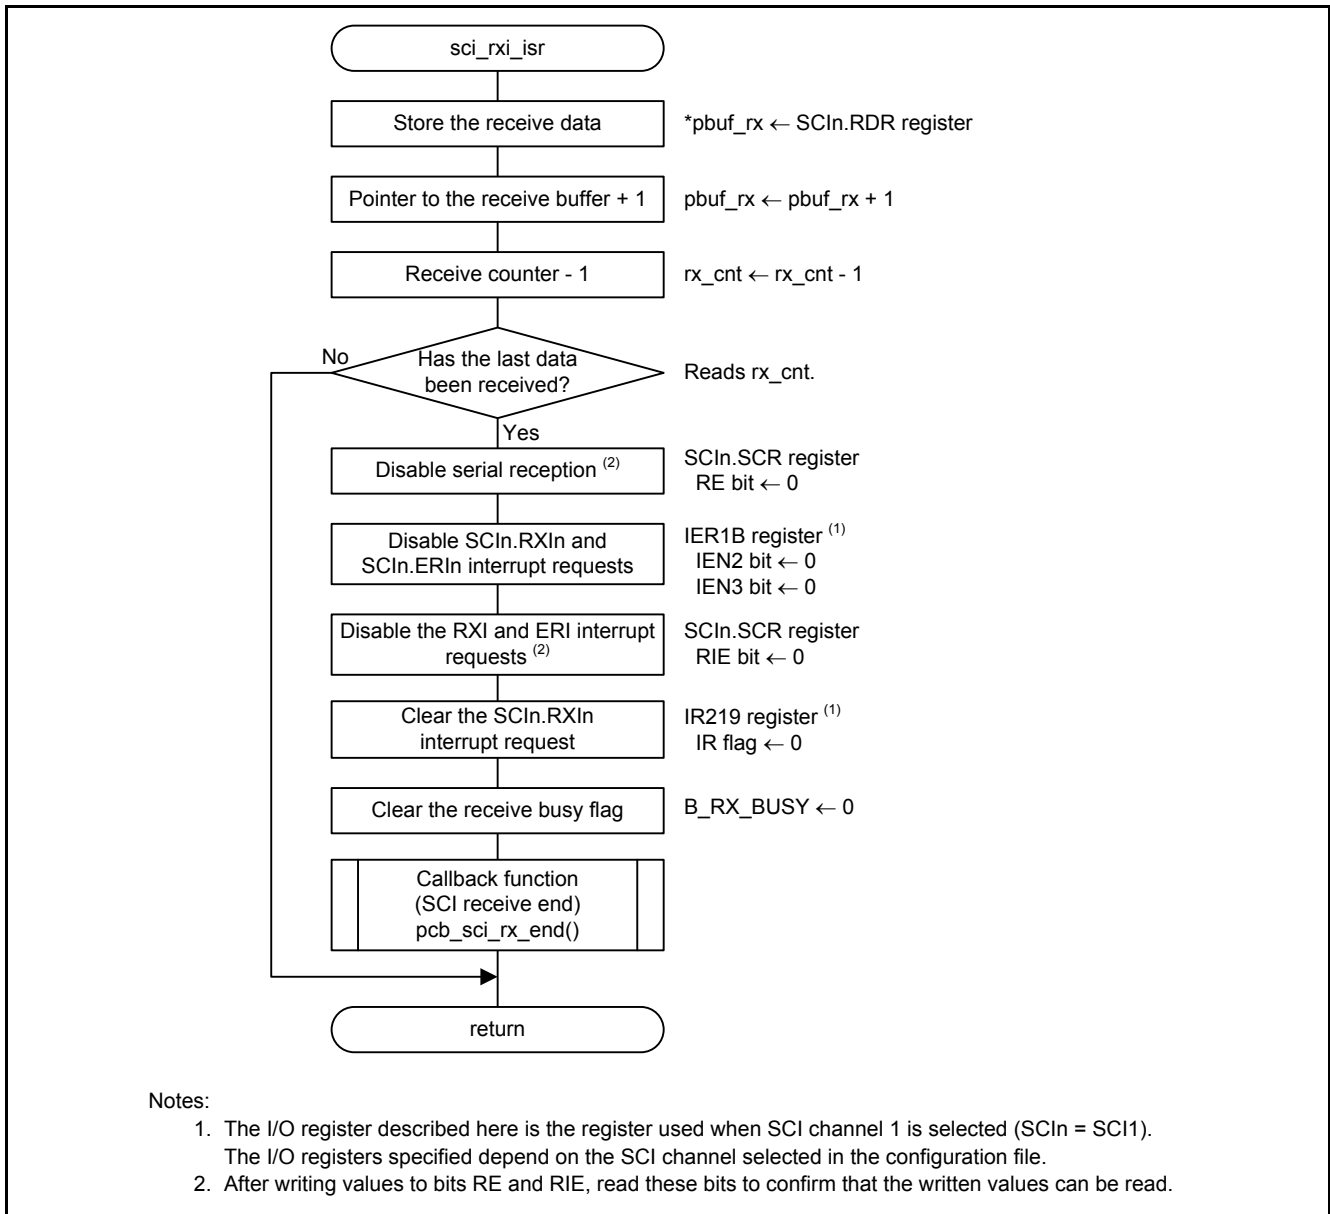 sci_rxi_isr
Store the receive data
*pbuf_rx ← SCIn.RDR register
Pointer to the receive buffer + 1
pbuf_rx ← pbuf_rx + 1
Receive counter - 1
rx_cnt ← rx_cnt - 1
No
Has the last data
been received?
Reads rx_cnt.
Yes
Disable serial reception (2)
SCIn.SCR register
RE bit ← 0
Disable SCIn.RXIn and
SCIn.ERIn interrupt requests
IER1B register (1)
IEN2 bit ← 0
IEN3 bit ← 0
Disable the RXI and ERI interrupt
requests (2)
SCIn.SCR register
RIE bit ← 0
Clear the SCIn.RXIn
interrupt request
IR219 register (1)
IR flag ← 0
Clear the receive busy flag
B_RX_BUSY ← 0
Callback function
(SCI receive end)
pcb_sci_rx_end()
return
Notes:
1. The I/O register described here is the register used when SCI channel 1 is selected (SCIn = SCI1).
The I/O registers specified depend on the SCI channel selected in the configuration file.
2. After writing values to bits RE and RIE, read these bits to confirm that the written values can be read.